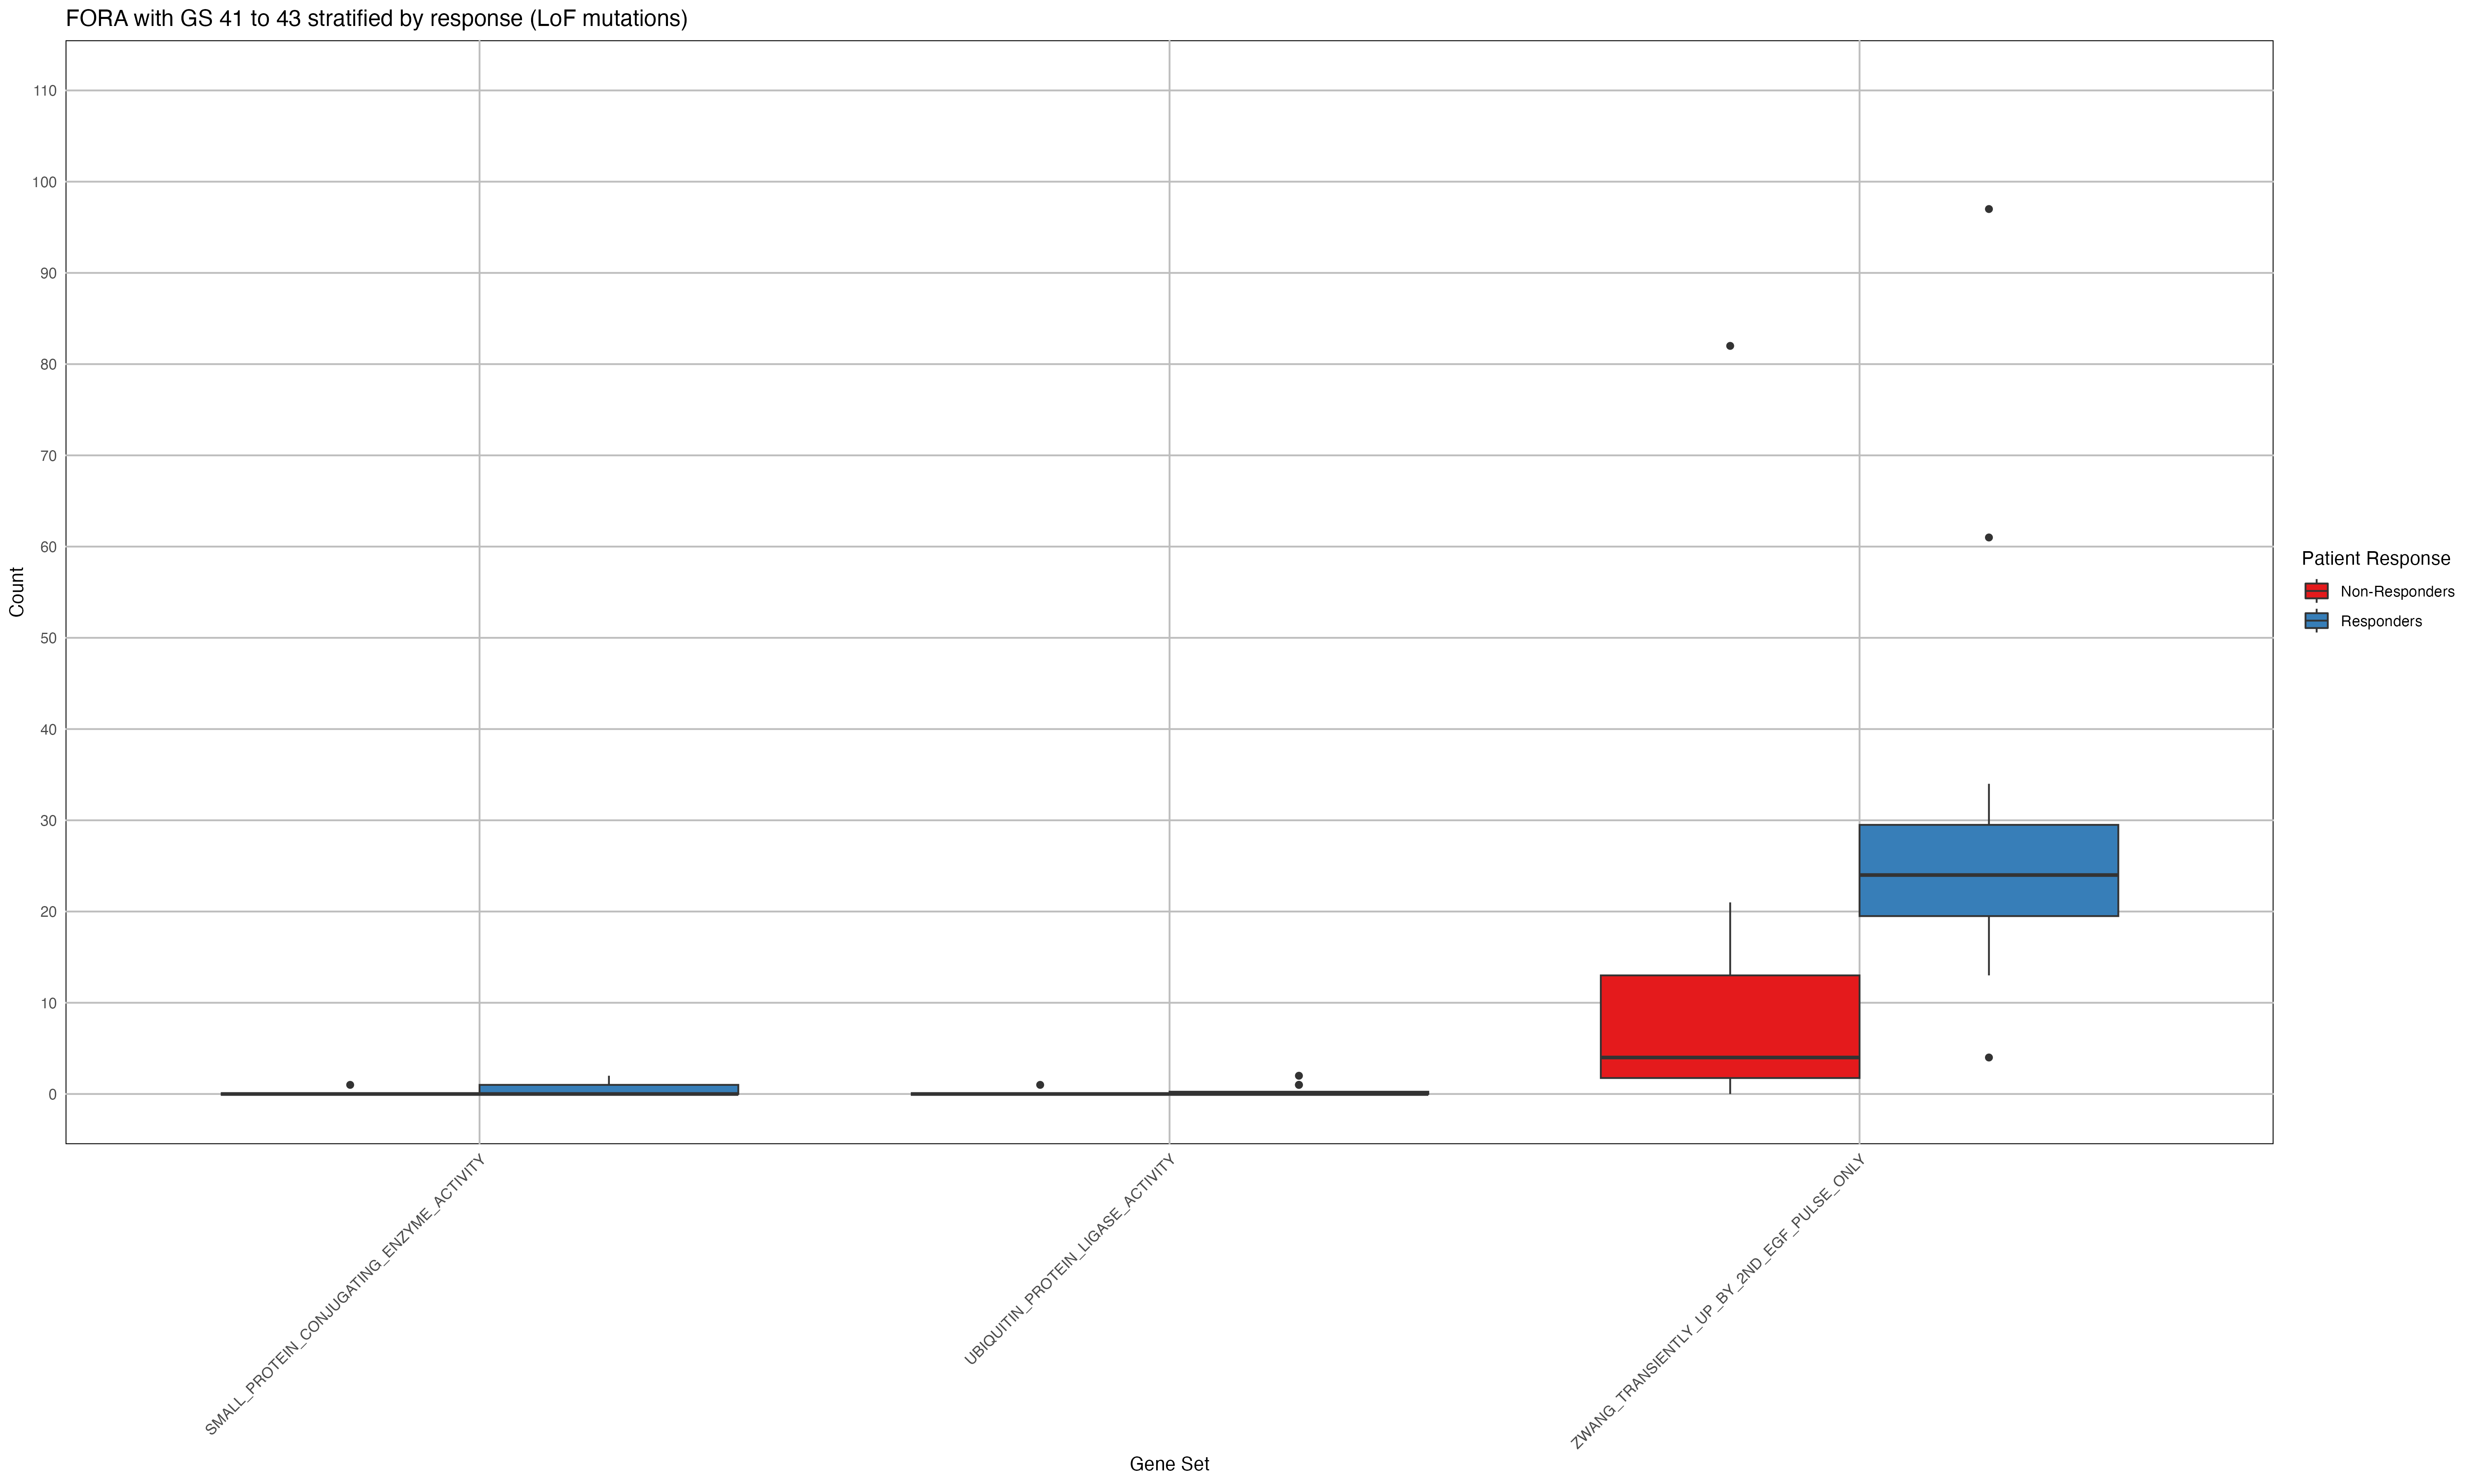 FORA with GS 41 to 43 stratified by response (LoF mutations)
110
100
90
80
70
60
50
40
30
20
10
0
Count
SMALL_PROTEIN_CONJUGATING_ENZYME_ACTIVITY
UBIQUITIN_PROTEIN_LIGASE_ACTIVITY
ZWANG_TRANSIENTLY_UP_BY_2ND_EGF_PULSE_ONLY
Gene Set
Patient Response
Non-Responders
Responders